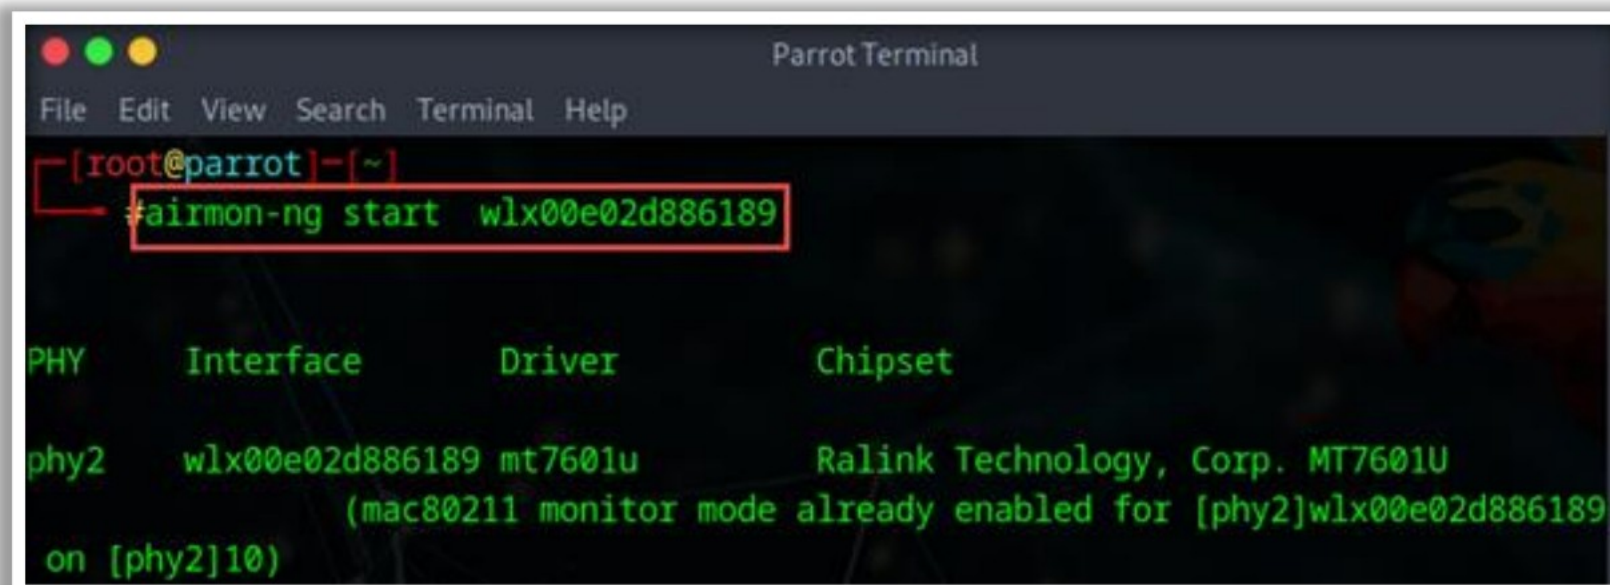 Parrot Terminal
File Edit View Search Terminal Help
[root@parrot]-[~]
#airmon-ng start  wlx00e02d886189
PHY Interface Driver Chipset
phy2 wlx00e02d886189 mt7601u Ralink Technology, Corp. MT7601U
(mac80211 monitor mode already enabled for [phy2]wlx00e02d886189
on [phy2]10)